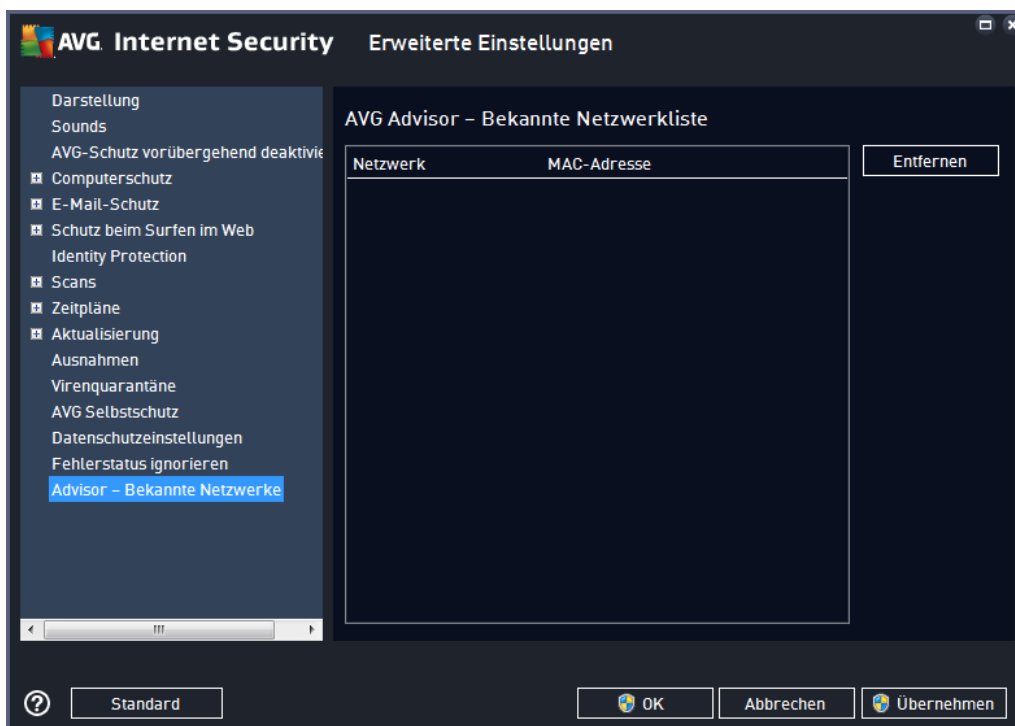 AVG. Internet Security Erweiterte Einstellungen
Darstellung
Sounds
AVG-Schutz vorübergehend deaktivie
Computerschutz
E-Mail-Schutz
Schutz beim Surfen im Web
Identity Protection
Scans
Zeitpläne
Aktualisierung
Ausnahmen
Virenquarantäne
AVG Selbstschutz
Datenschutzeinstellungen
Fehlerstatus ignorieren
Advisor – Bekannte Netzwerke
AVG Advisor – Bekannte Netzwerkliste
Netzwerk MAC-Adresse
Entfernen
? Standard OK Abbrechen Übernehmen